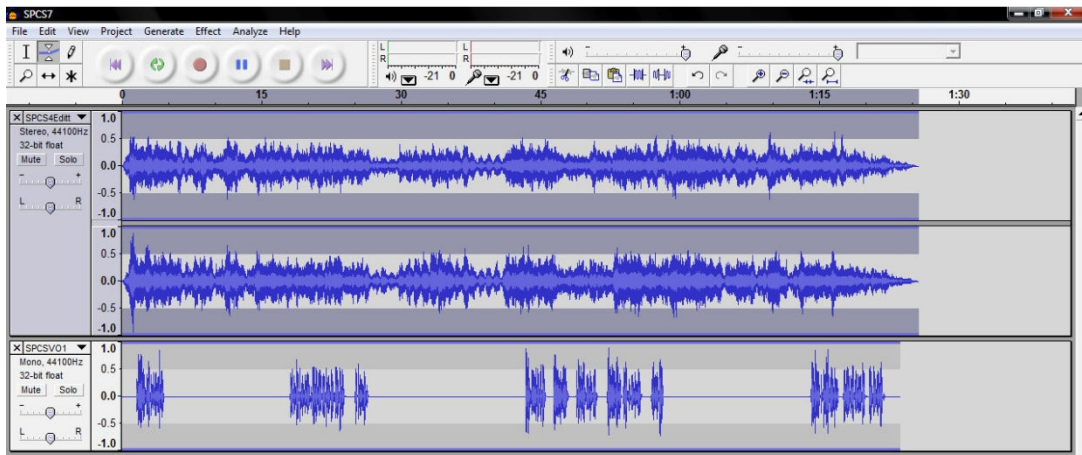 SPCS7
File Edit View Project Generate Effect Analyze Help
L R L R
-21 0 -21 0
- + - +
0 15 30 45 1:00 1:15 1:30
X SPCS4Editt
Stereo, 44100Hz
32-bit float
Mute Solo
- +
L R
1.0
0.5
0.0
-0.5
-1.0
1.0
0.5
0.0
-0.5
-1.0
X SPCSVO1
Mono, 44100Hz
32-bit float
Mute Solo
- +
L R
1.0
0.5
0.0
-0.5
-1.0